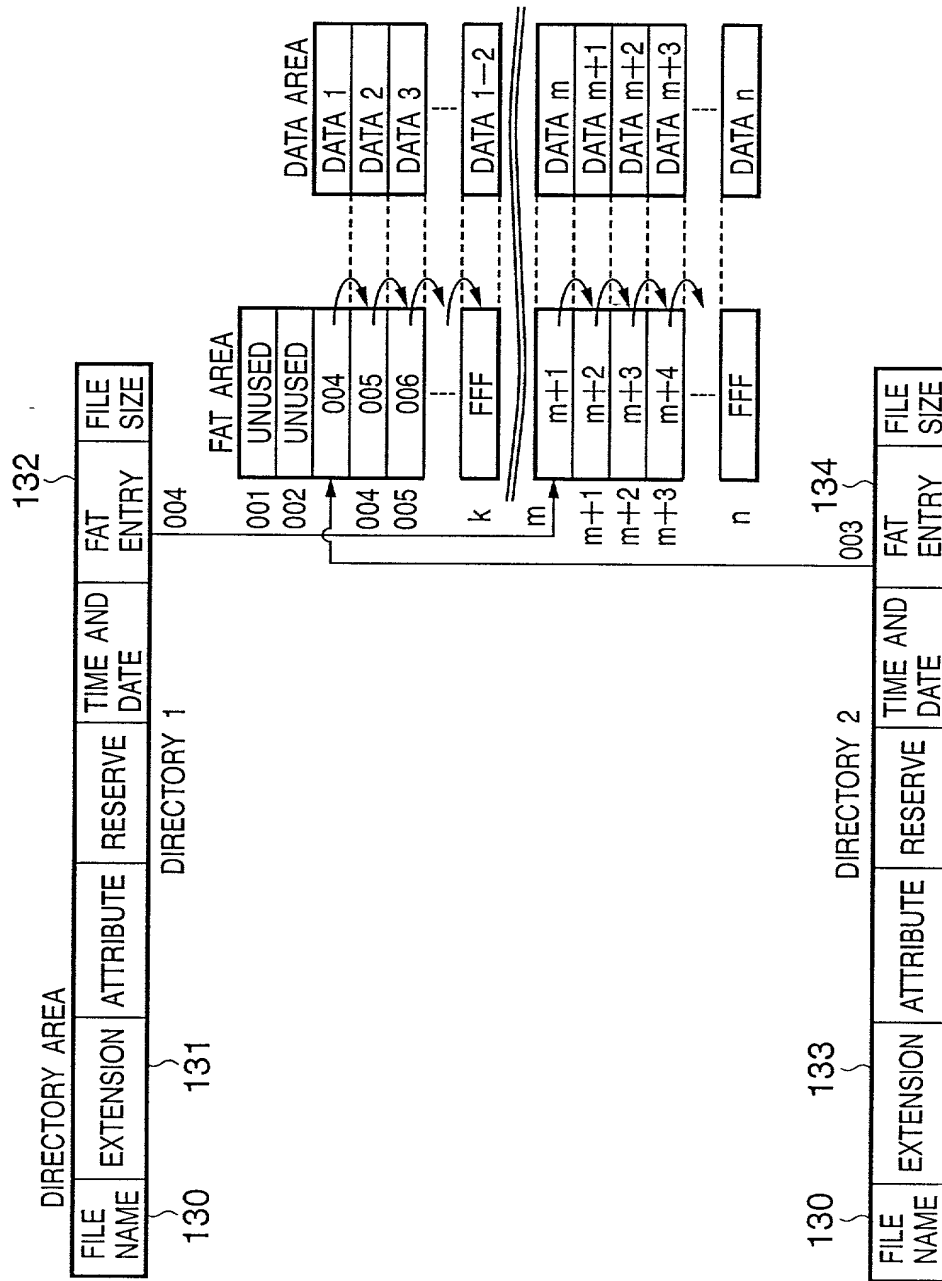 DIRECTORY AREA
FILE NAME
EXTENSION
ATTRIBUTE
RESERVE
TIME AND DATE
FAT ENTRY
FILE SIZE
130
131
132
DIRECTORY 1
004
FAT AREA
DATA AREA
001 UNUSED
002 UNUSED
004 DATA 1
004 005 DATA 2
005 006 DATA 3
k FFF DATA 1-2
m m+1 DATA m
m+1 m+2 DATA m+1
m+2 m+3 DATA m+2
m+3 m+4 DATA m+3
n FFF DATA n
003
DIRECTORY 2
130
133
134
FILE NAME
EXTENSION
ATTRIBUTE
RESERVE
TIME AND DATE
FAT ENTRY
FILE SIZE